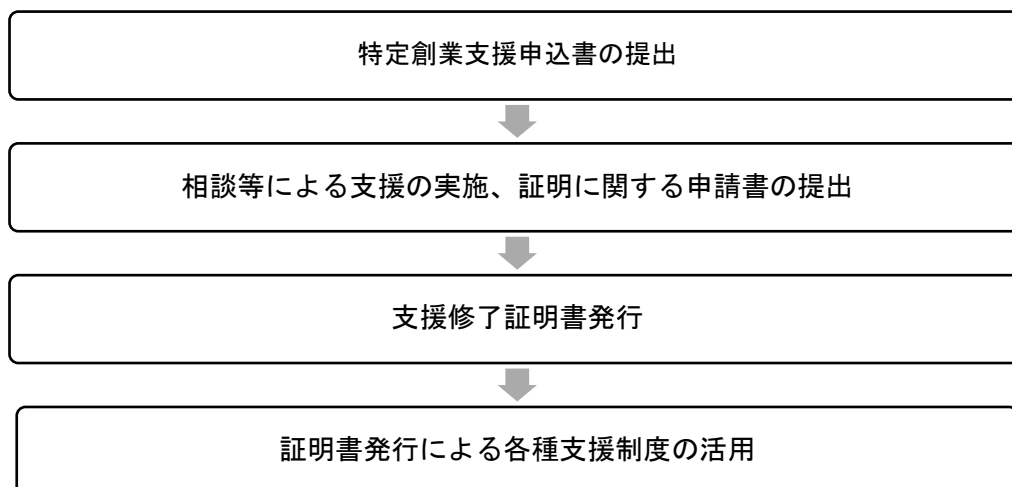 特定創業支援申込書の提出
相談等による支援の実施、証明に関する申請書の提出
支援修了証明書発行
証明書発行による各種支援制度の活用